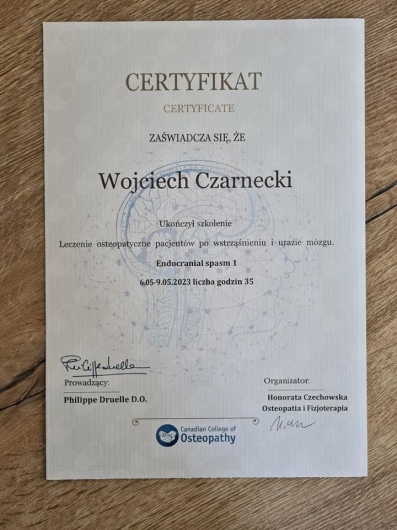 CERTYFIKAT
CERTYFICATE
ZAŚWIADCZA SIĘ, ŻE
Wojciech Czarnecki
Ukończył szkolenie
Leczenie osteopatyczne pacjentów po wstrząśnieniu i urazie mózgu.
Endocranial spasm 1
6.05-9.05.2023 liczba godzin 35
Prowadzący:
Philippe Druelle D.O.
Organizator:
Honorata Czechowska
Osteopatia i Fizjoterapia
Canadian College of
Osteopathy